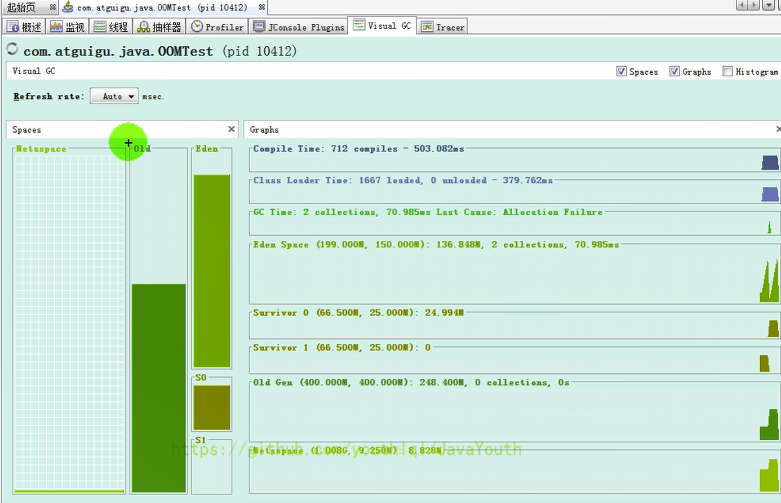 起始页 com.atguigu.java.OOMTest (pid 10412)
概述 监视 线程 抽样器 Profiler JConsole Plugins Visual GC Tracer
com.atguigu.java.OOMTest (pid 10412)
Visual GC Spaces Graphs Histogram
Refresh rate: Auto msec.
Spaces
Metaspace Old Eden
S0
S1
Graphs
Compile Time: 712 compiles - 503.082ms
Class Loader Time: 1667 loaded, 0 unloaded - 379.762ms
GC Time: 2 collections, 70.985ms Last Cause: Allocation Failure
Eden Space (199.000M, 150.000M): 136.848M, 2 collections, 70.985ms
Survivor 0 (66.500M, 25.000M): 24.994M
Survivor 1 (66.500M, 25.000M): 0
Old Gen (400.000M, 400.000M): 248.400M, 0 collections, 0s
Metaspace (1.008G, 9.250M): 8.828M
https://github.com/youthlql/JavaYouth